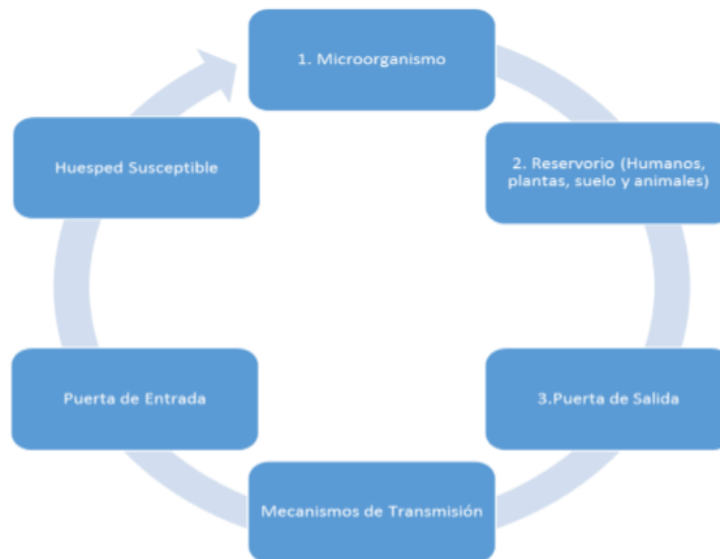 1. Microorganismo
2. Reservorio (Humanos,
plantas, suelo y animales)
3.Puerta de Salida
Mecanismos de Transmisión
Puerta de Entrada
Huesped Susceptible